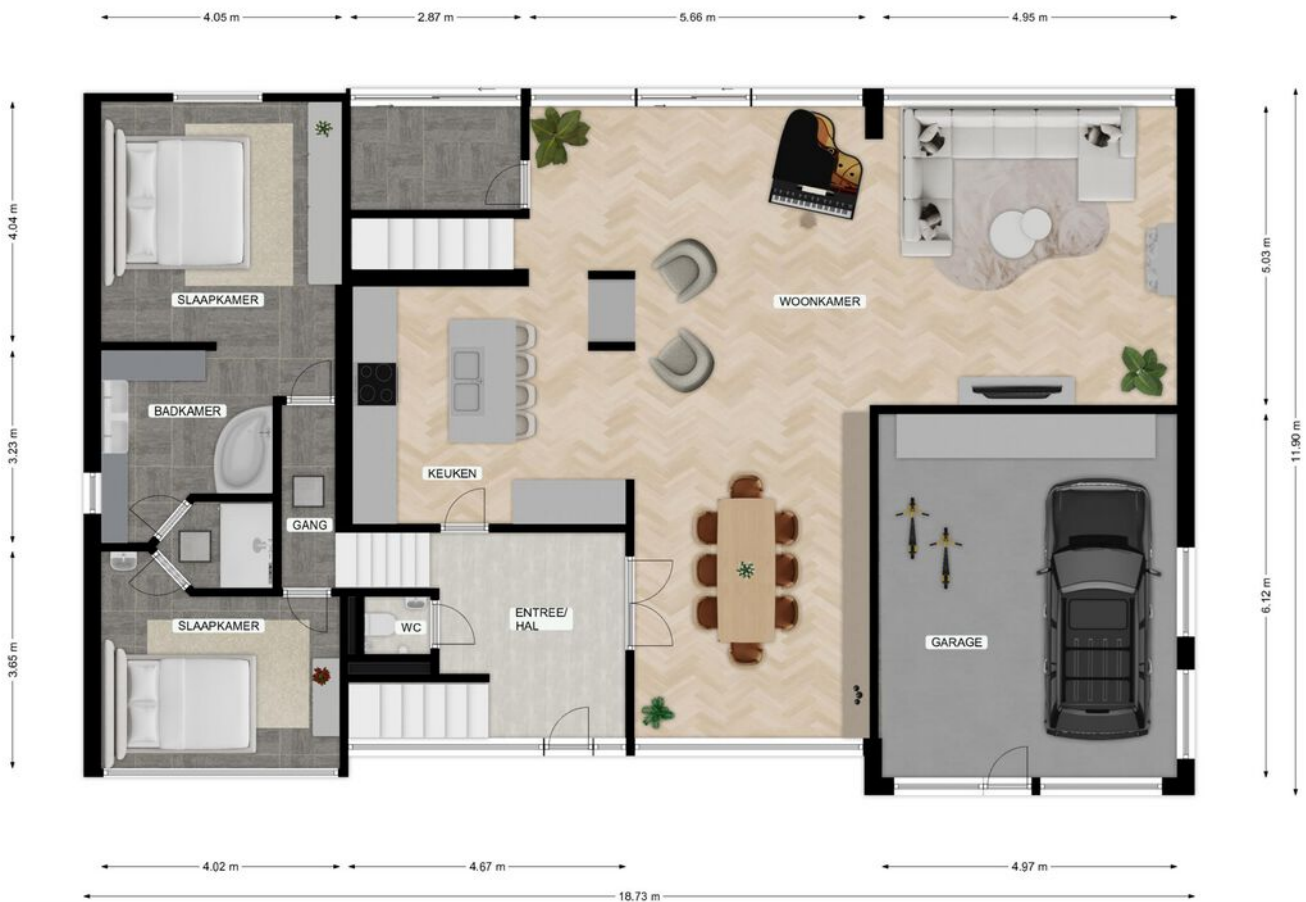 4.05 m
2.87 m
5.66 m
4.95 m
4.04 m
3.23 m
3.65 m
5.03 m
6.12 m
11.90 m
SLAAPKAMER
WOONKAMER
BADKAMER
KEUKEN
GANG
ENTREE/
HAL
WC
SLAAPKAMER
GARAGE
4.02 m
4.67 m
4.97 m
18.73 m